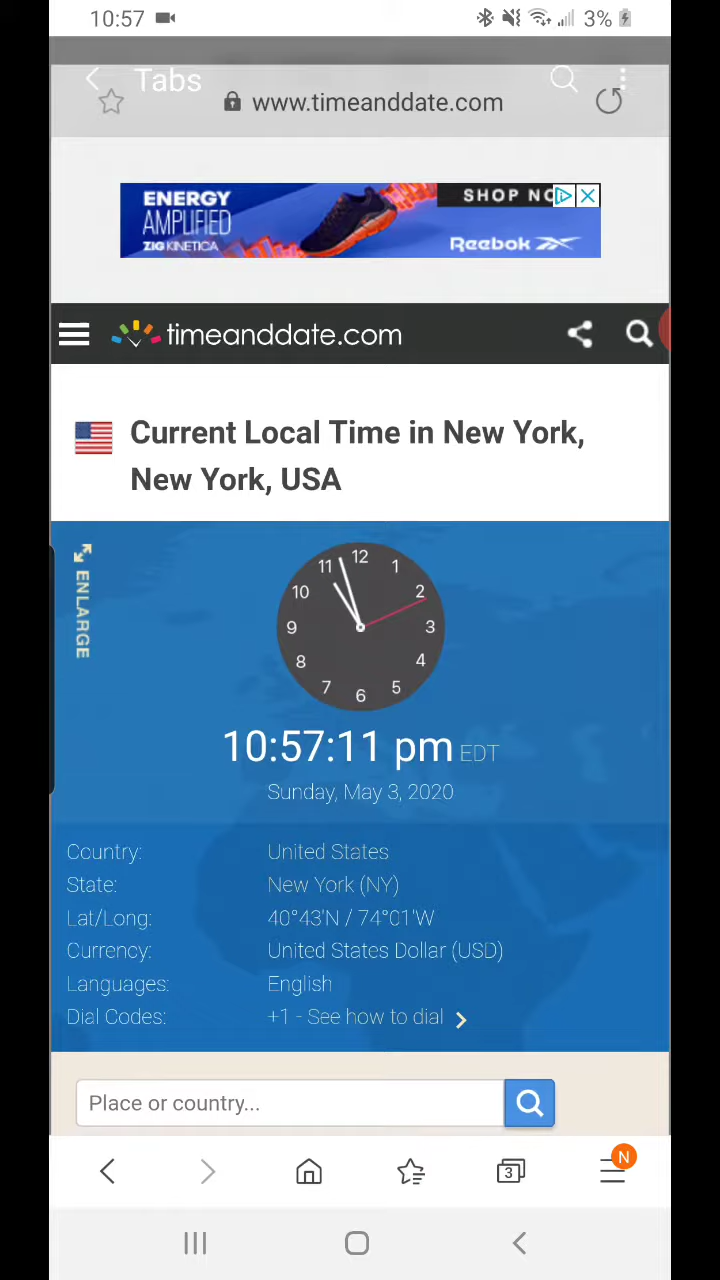 10:57
3%
Tabs
www.timeanddate.com
ENERGY
AMPLIFIED
ZIG KINETICA
SHOP NO
Reebok
timeanddate.com
Current Local Time in New York,
New York, USA
ENLARGE
12
11 1
10 2
9 3
8 4
7 5
6
10:57:11 pm EDT
Sunday, May 3, 2020
Country: United States
State: New York (NY)
Lat/Long: 40°43'N / 74°01'W
Currency: United States Dollar (USD)
Languages: English
Dial Codes: +1 - See how to dial
Place or country...
3
N